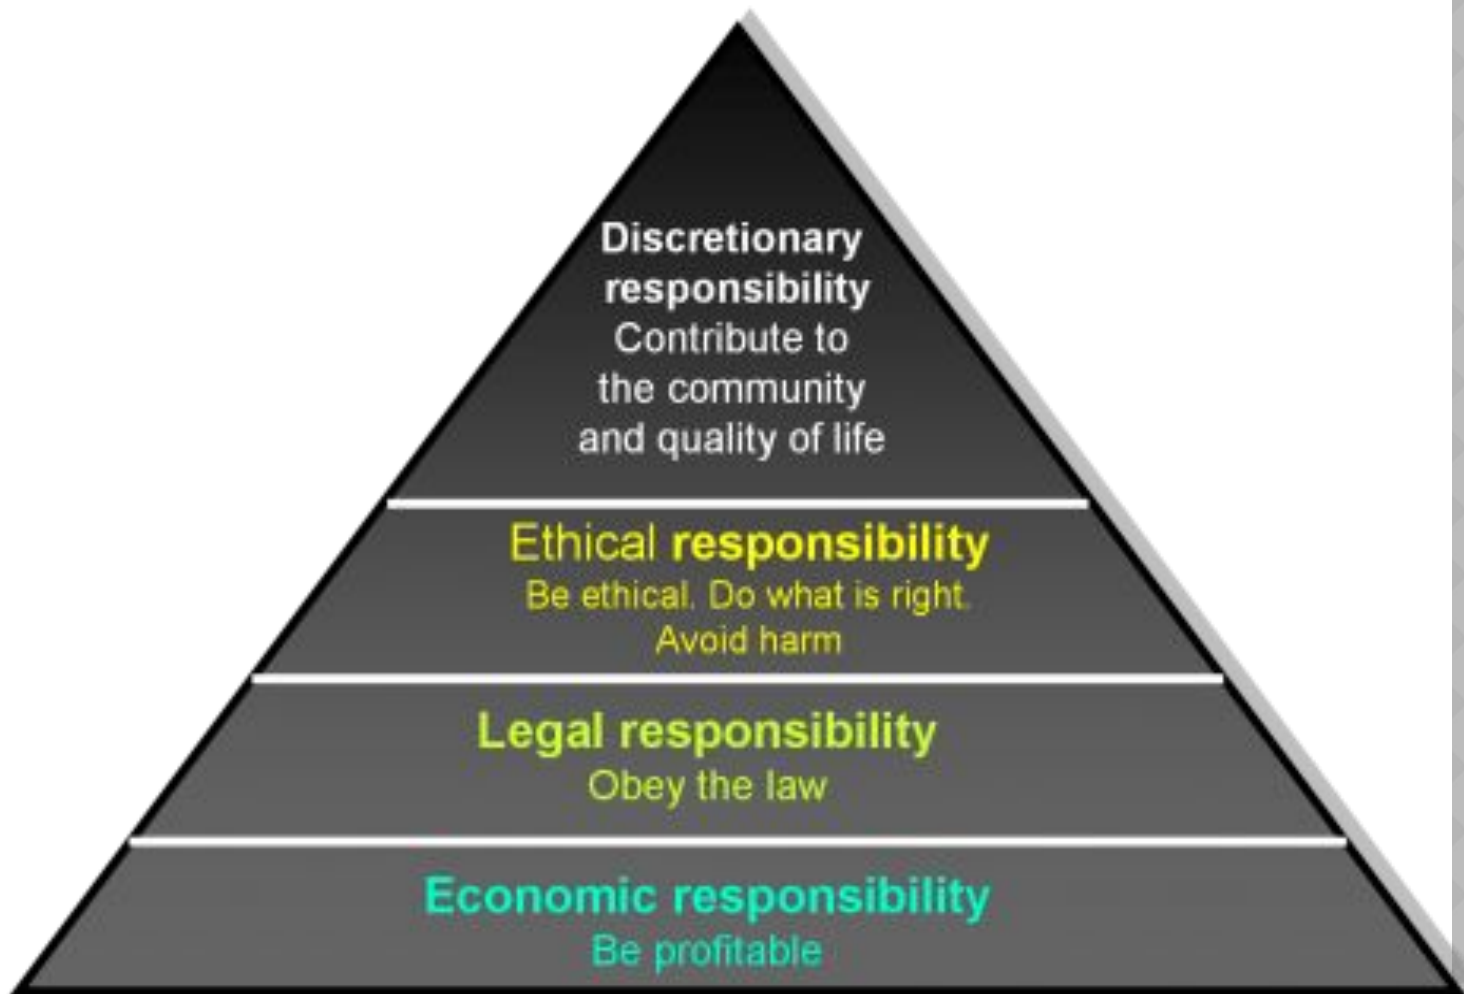 Discretionary
responsibility
Contribute to
the community
and quality of life
Ethical responsibility
Be ethical. Do what is right.
Avoid harm
Legal responsibility
Obey the law
Economic responsibility
Be profitable